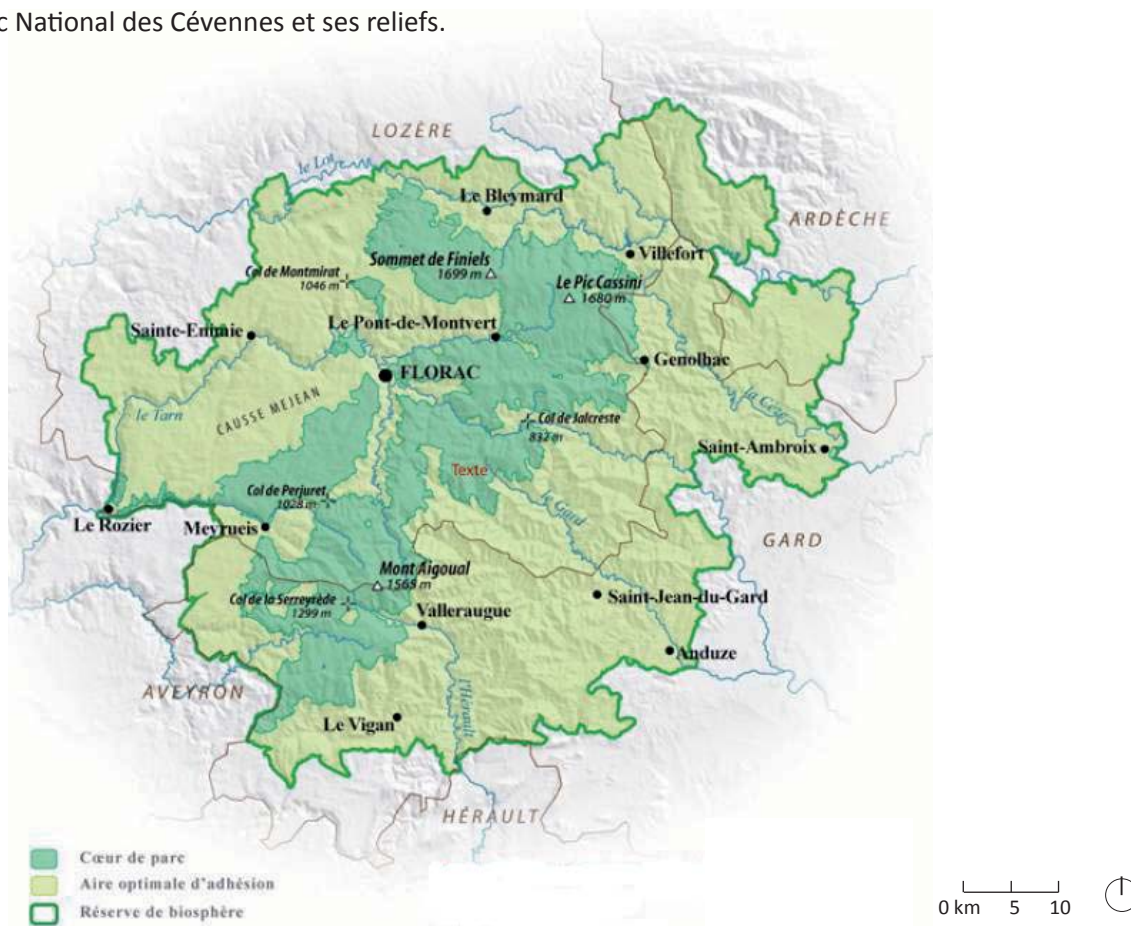 c National des Cévennes et ses reliefs.
LOZÈRE
le Lot
Le Bleymard
ARDÈCHE
Villefort
Sommet de Finiels
1699 m
Col de Montmirat
1046 m
Le Pic Cassini
1680 m
Sainte-Enimie
Le Pont-de-Montvert
Genolhac
FLORAC
CAUSSE MEJEAN
le Tarn
la Cèze
Col de Jalcreste
832 m
Saint-Ambroix
Texte
Col de Perjuret
1028 m
le Gard
Le Rozier
Meyrueis
GARD
Mont Aigoual
1565 m
Col de la Serreyrède
1299 m
Saint-Jean-du-Gard
Valleraugue
Anduze
AVEYRON
l'Hérault
Le Vigan
HÉRAULT
Cœur de parc
Aire optimale d'adhésion
Réserve de biosphère
0 km 5 10